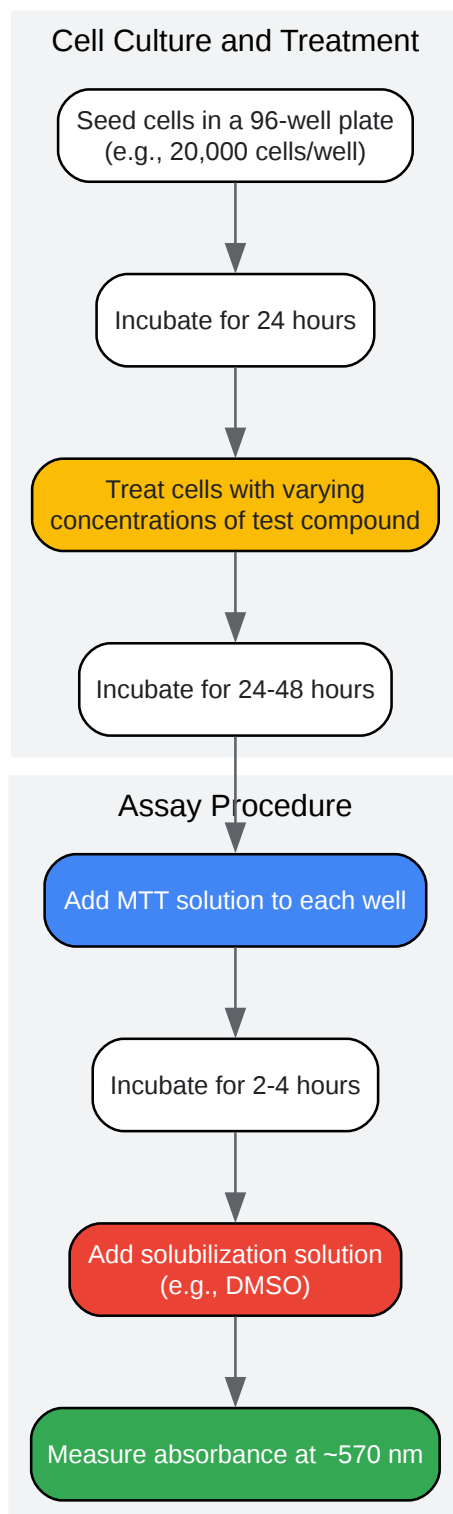 Cell Culture and Treatment
Seed cells in a 96-well plate
(e.g., 20,000 cells/well)
Incubate for 24 hours
Treat cells with varying
concentrations of test compound
Incubate for 24-48 hours
Assay Procedure
Add MTT solution to each well
Incubate for 2-4 hours
Add solubilization solution
(e.g., DMSO)
Measure absorbance at ~570 nm